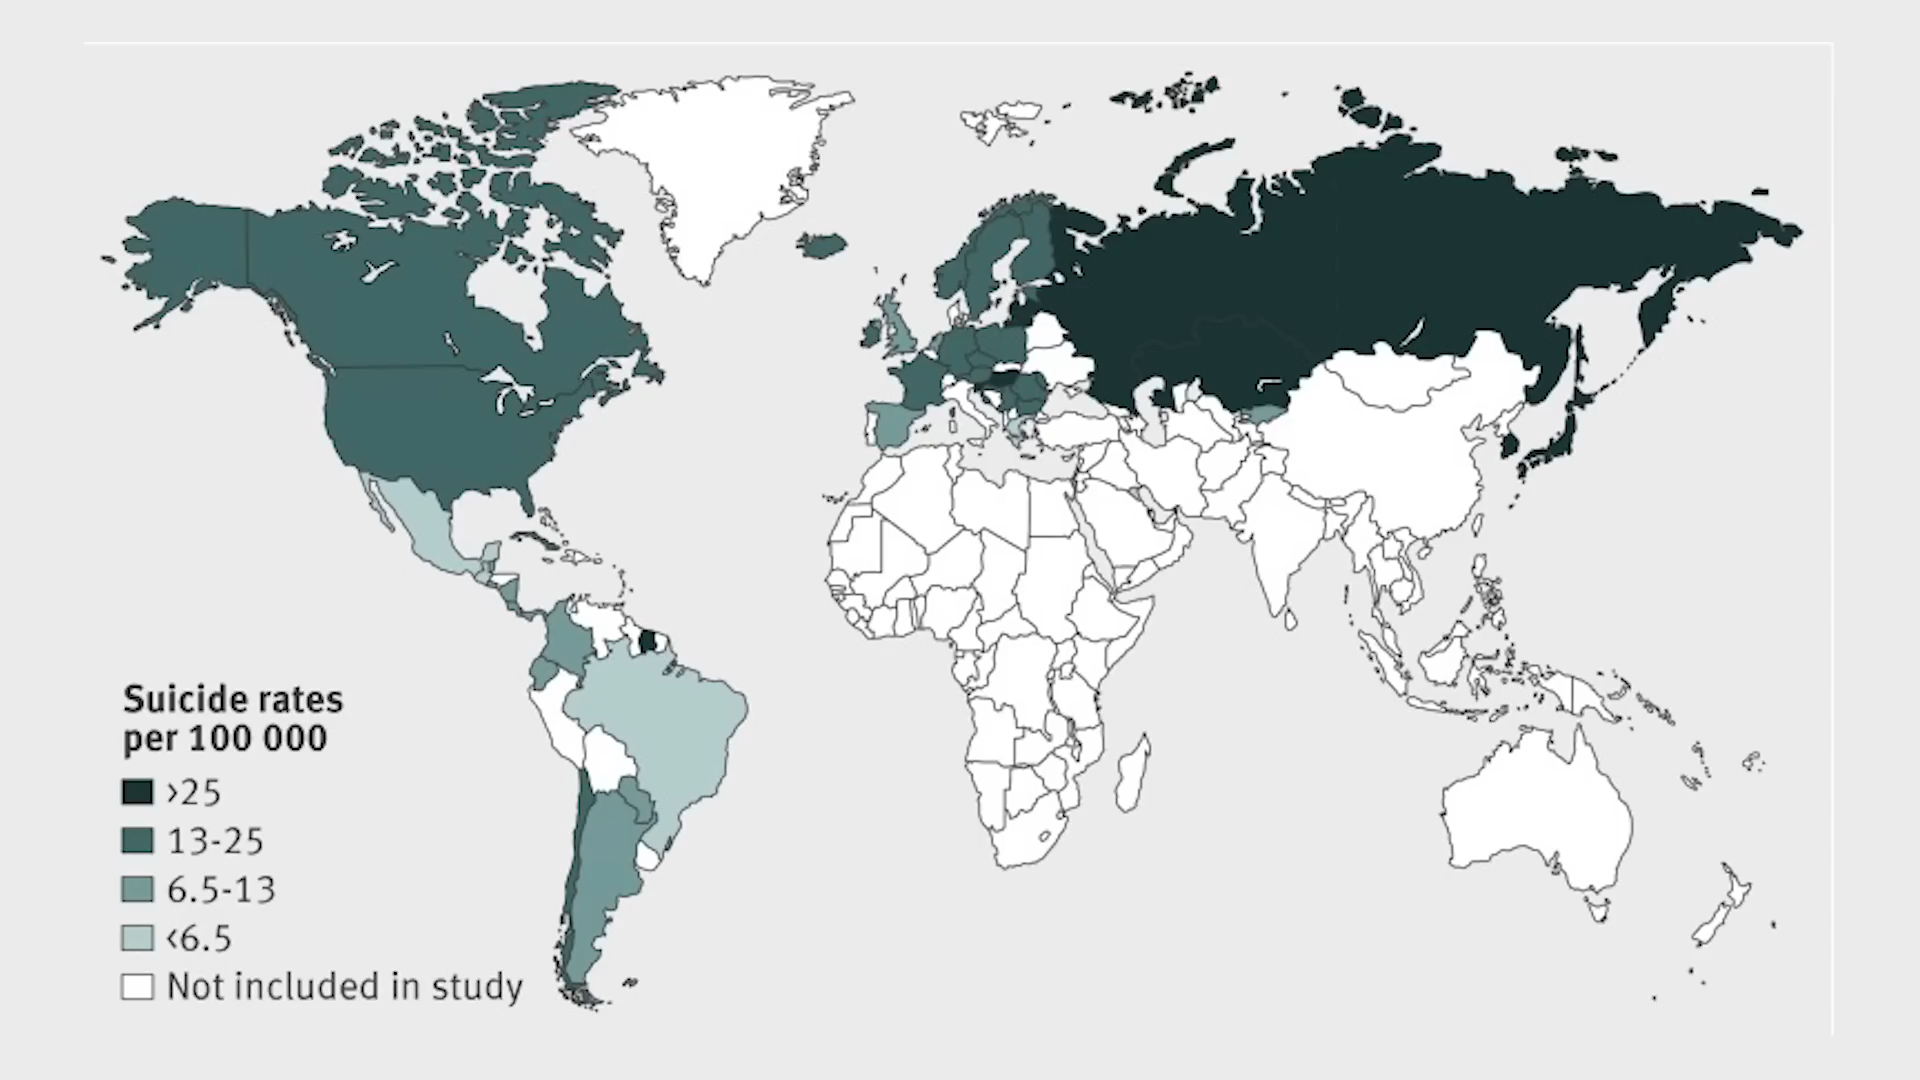 Suicide rates
per 100 000
>25
13-25
6.5-13
<6.5
Not included in study